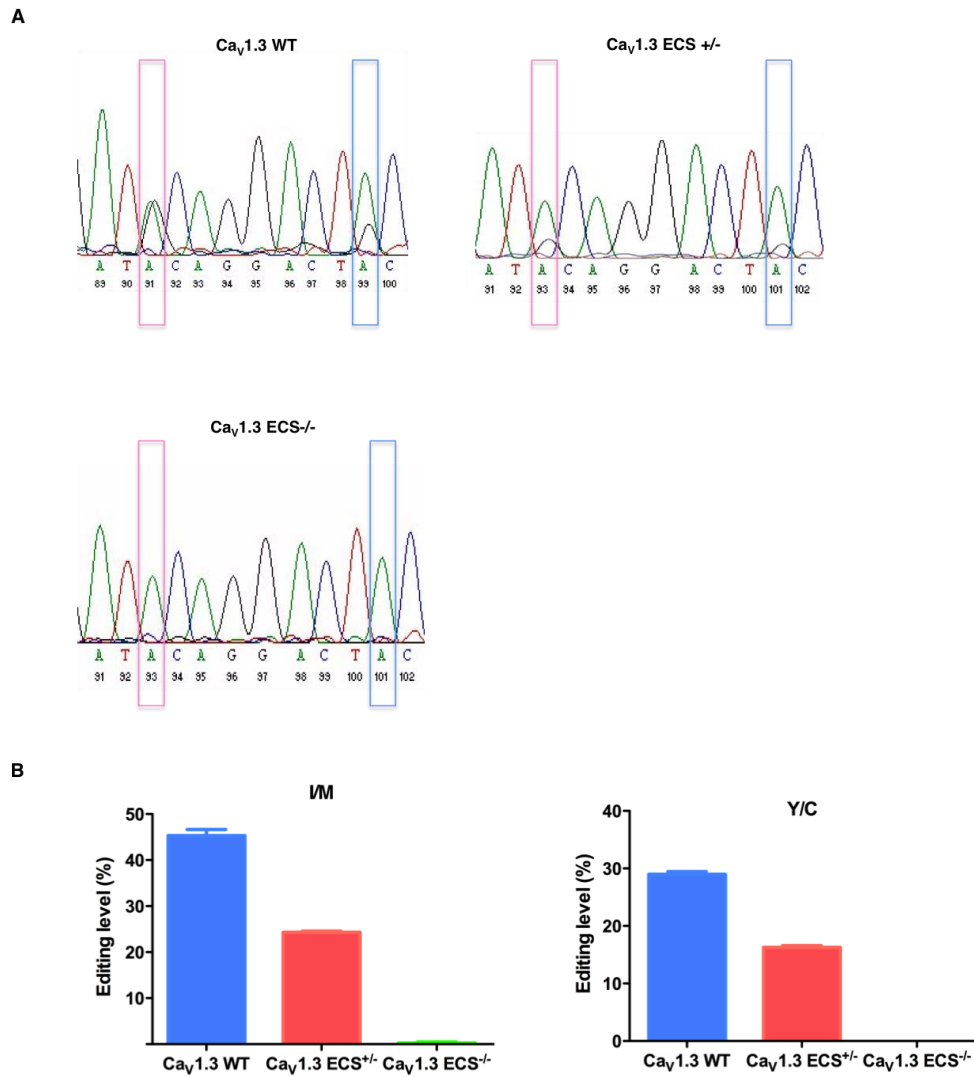 A
Caᵥ1.3 WT
Caᵥ1.3 ECS +/-
A T A C A G G A C T A C
89 90 91 92 93 94 95 96 97 98 99 100
A T A C A G G A C T A C
91 92 93 94 95 96 97 98 99 100 101 102
Caᵥ1.3 ECS-/-
A T A C A G G A C T A C
91 92 93 94 95 96 97 98 99 100 101 102
B
I/M
Editing level (%)
50
40
30
20
10
Caᵥ1.3 WT Caᵥ1.3 ECS⁺/⁻ Caᵥ1.3 ECS⁻/⁻
Y/C
Editing level (%)
40
30
20
10
0
Caᵥ1.3 WT Caᵥ1.3 ECS⁺/⁻ Caᵥ1.3 ECS⁻/⁻